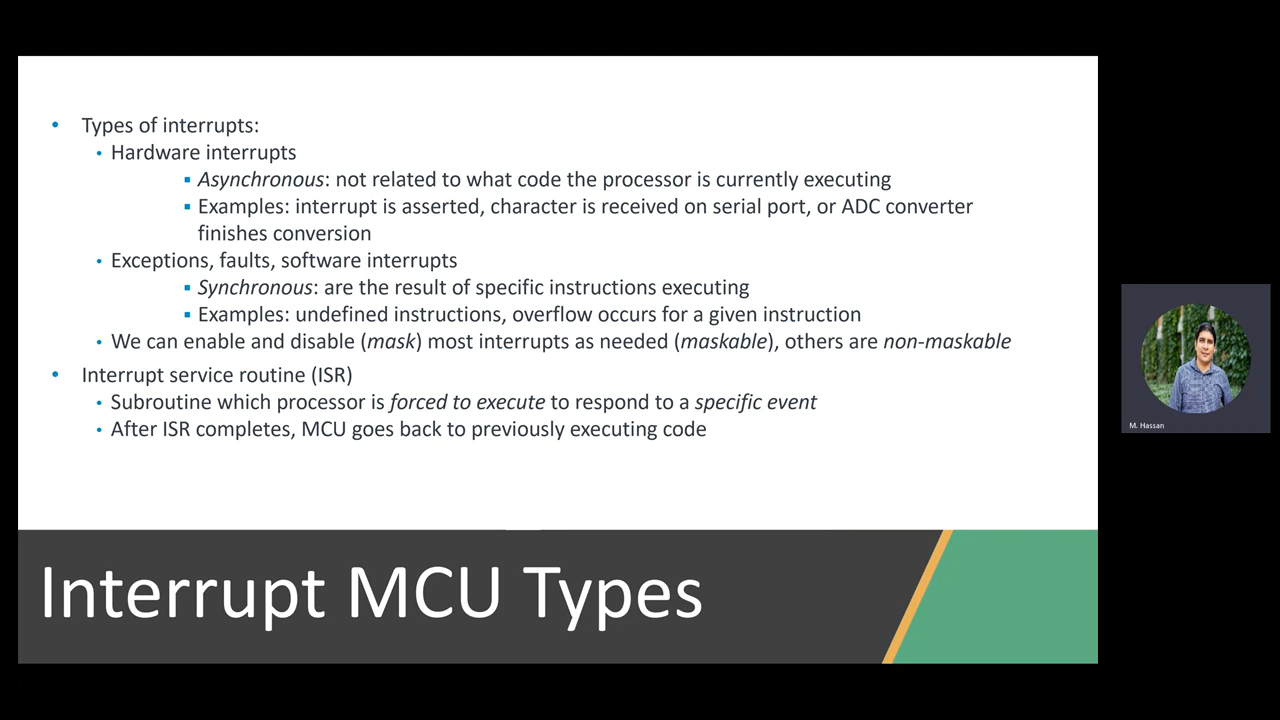 • Types of interrupts:
• Hardware interrupts
▪ Asynchronous: not related to what code the processor is currently executing
▪ Examples: interrupt is asserted, character is received on serial port, or ADC converter
finishes conversion
• Exceptions, faults, software interrupts
▪ Synchronous: are the result of specific instructions executing
▪ Examples: undefined instructions, overflow occurs for a given instruction
• We can enable and disable (mask) most interrupts as needed (maskable), others are non-maskable
• Interrupt service routine (ISR)
• Subroutine which processor is forced to execute to respond to a specific event
• After ISR completes, MCU goes back to previously executing code
Interrupt MCU Types
M. Hassan